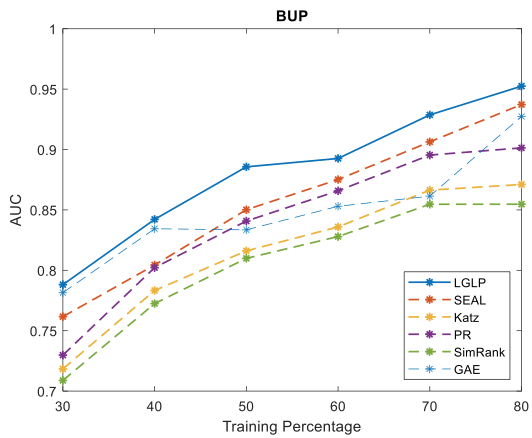 BUP
1
0.95
0.9
0.85
0.8
0.75
0.7
AUC
30 40 50 60 70 80
Training Percentage
LGLP
SEAL
Katz
PR
SimRank
GAE